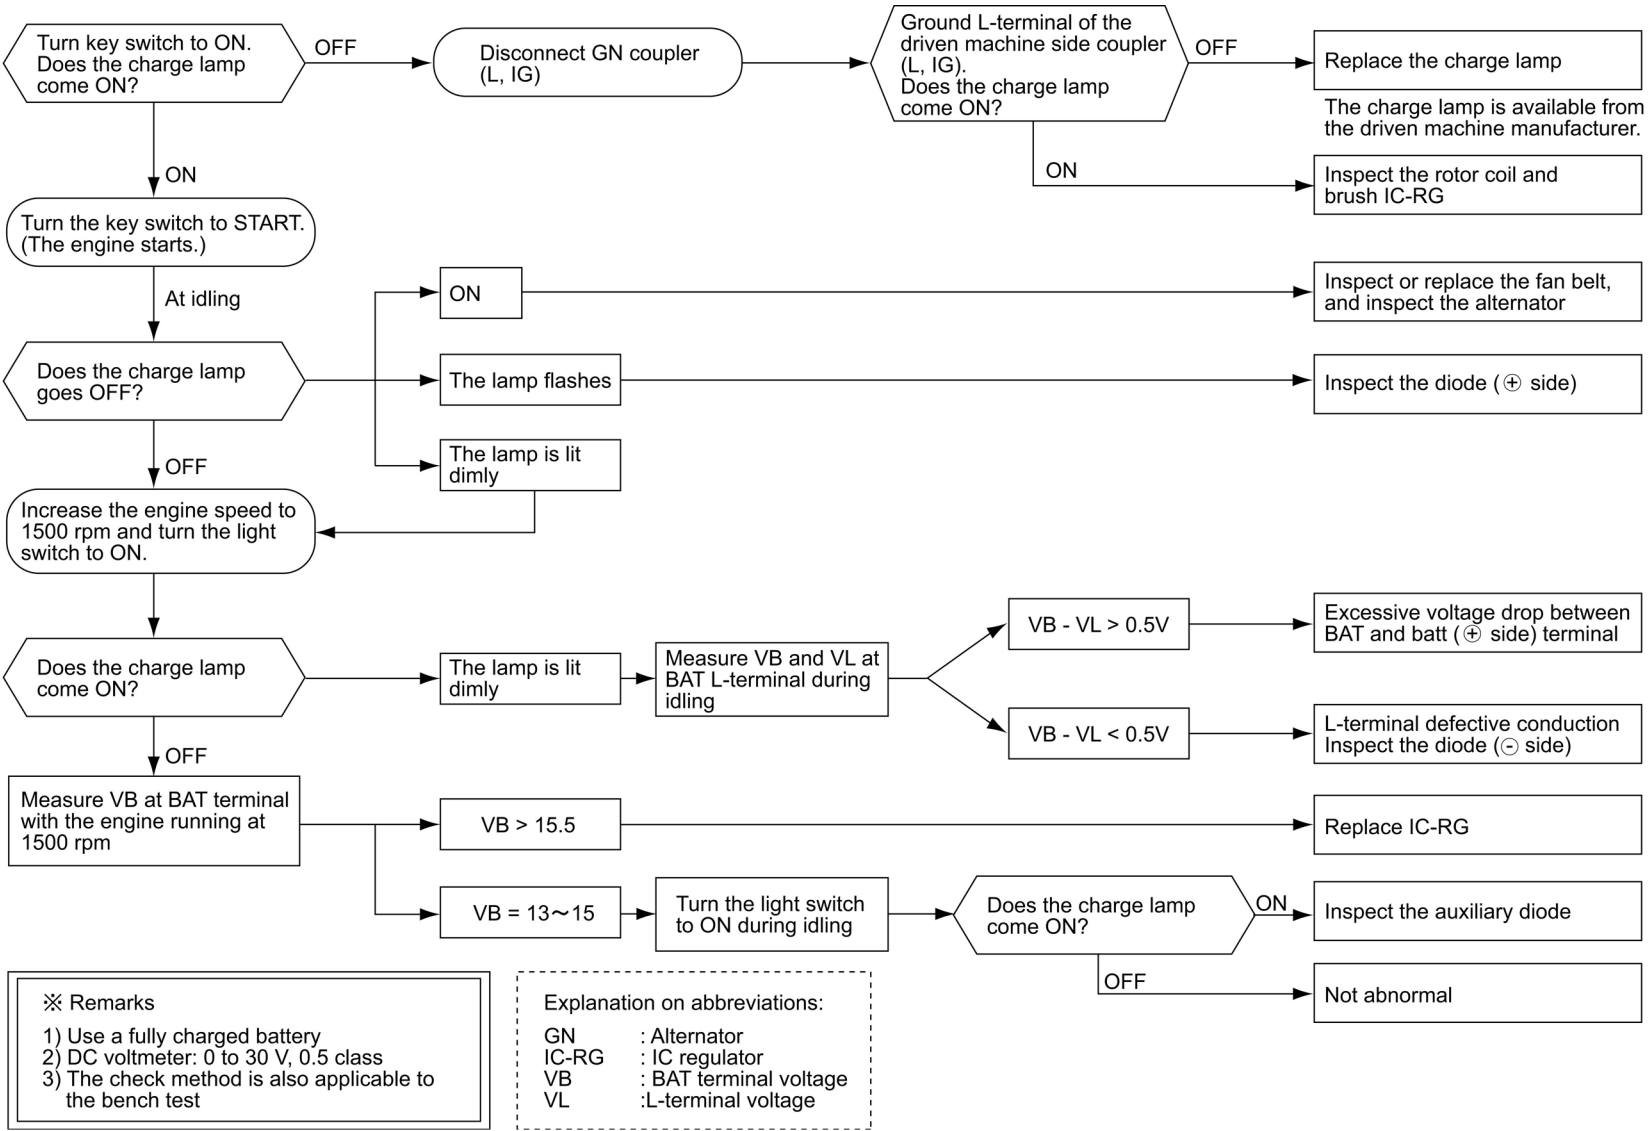 Turn key switch to ON.
Does the charge lamp
come ON?
OFF
Disconnect GN coupler
(L, IG)
Ground L-terminal of the
driven machine side coupler
(L, IG).
Does the charge lamp
come ON?
OFF
Replace the charge lamp
The charge lamp is available from
the driven machine manufacturer.
ON
Inspect the rotor coil and
brush IC-RG
ON
Turn the key switch to START.
(The engine starts.)
At idling
Does the charge lamp
goes OFF?
ON
Inspect or replace the fan belt,
and inspect the alternator
The lamp flashes
Inspect the diode (⊕ side)
The lamp is lit
dimly
OFF
Increase the engine speed to
1500 rpm and turn the light
switch to ON.
Does the charge lamp
come ON?
The lamp is lit
dimly
Measure VB and VL at
BAT L-terminal during
idling
VB - VL > 0.5V
Excessive voltage drop between
BAT and batt (⊕ side) terminal
VB - VL < 0.5V
L-terminal defective conduction
Inspect the diode (⊖ side)
OFF
Measure VB at BAT terminal
with the engine running at
1500 rpm
VB > 15.5
Replace IC-RG
VB = 13～15
Turn the light switch
to ON during idling
Does the charge lamp
come ON?
ON
Inspect the auxiliary diode
OFF
Not abnormal
※ Remarks
1) Use a fully charged battery
2) DC voltmeter: 0 to 30 V, 0.5 class
3) The check method is also applicable to
the bench test
Explanation on abbreviations:
GN : Alternator
IC-RG : IC regulator
VB : BAT terminal voltage
VL :L-terminal voltage